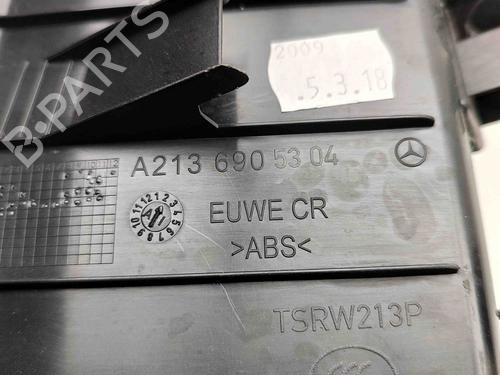 B-PARTS
2009
5.3.18
A213 690 53 04
EUWE CR
>ABS<
TSRW213P